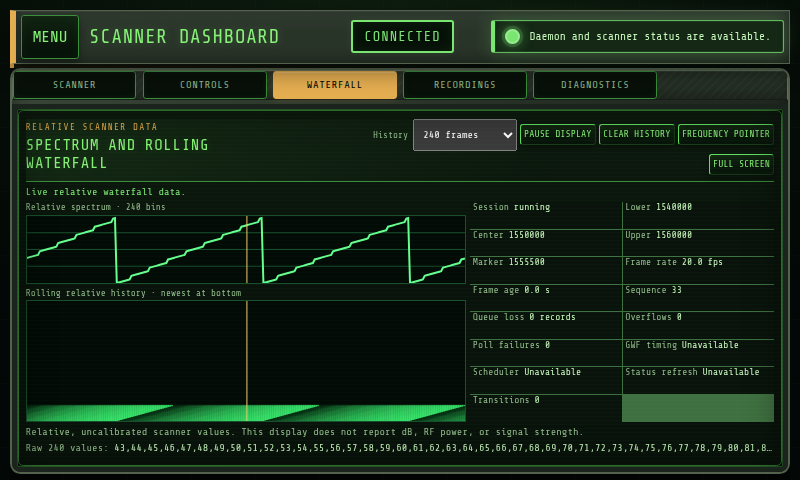 MENU
SCANNER DASHBOARD
CONNECTED
Daemon and scanner status are available.
SCANNER
CONTROLS
WATERFALL
RECORDINGS
DIAGNOSTICS
RELATIVE SCANNER DATA
SPECTRUM AND ROLLING
WATERFALL
History
240 frames
PAUSE DISPLAY
CLEAR HISTORY
FREQUENCY POINTER
FULL SCREEN
Live relative waterfall data.
Relative spectrum · 240 bins
Rolling relative history · newest at bottom
Session running
Lower 1540000
Center 1550000
Upper 1560000
Marker 1555500
Frame rate 20.0 fps
Frame age 0.0 s
Sequence 33
Queue loss 0 records
Overflows 0
Poll failures 0
GWF timing Unavailable
Scheduler Unavailable
Status refresh Unavailable
Transitions 0
Relative, uncalibrated scanner values. This display does not report dB, RF power, or signal strength.
Raw 240 values: 43,44,45,46,47,48,49,50,51,52,53,54,55,56,57,58,59,60,61,62,63,64,65,66,67,68,69,70,71,72,73,74,75,76,77,78,79,80,81,8…